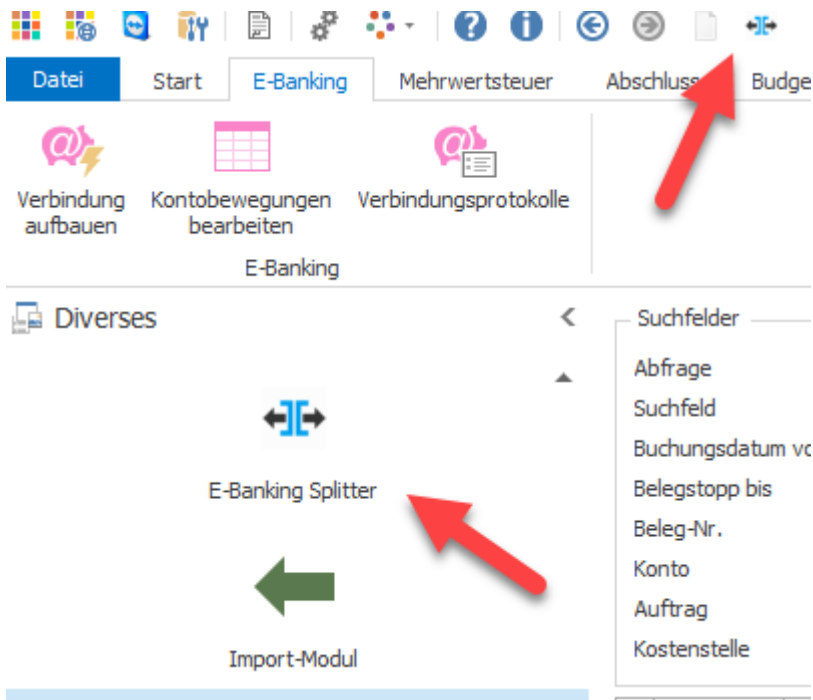 Datei Start E-Banking Mehrwertsteuer Abschluss Budge
Verbindung aufbauen
Kontobewegungen bearbeiten
Verbindungsprotokolle
E-Banking
Diverses
E-Banking Splitter
Import-Modul
Suchfelder
Abfrage
Suchfeld
Buchungsdatum vo
Belegstopp bis
Beleg-Nr.
Konto
Auftrag
Kostenstelle